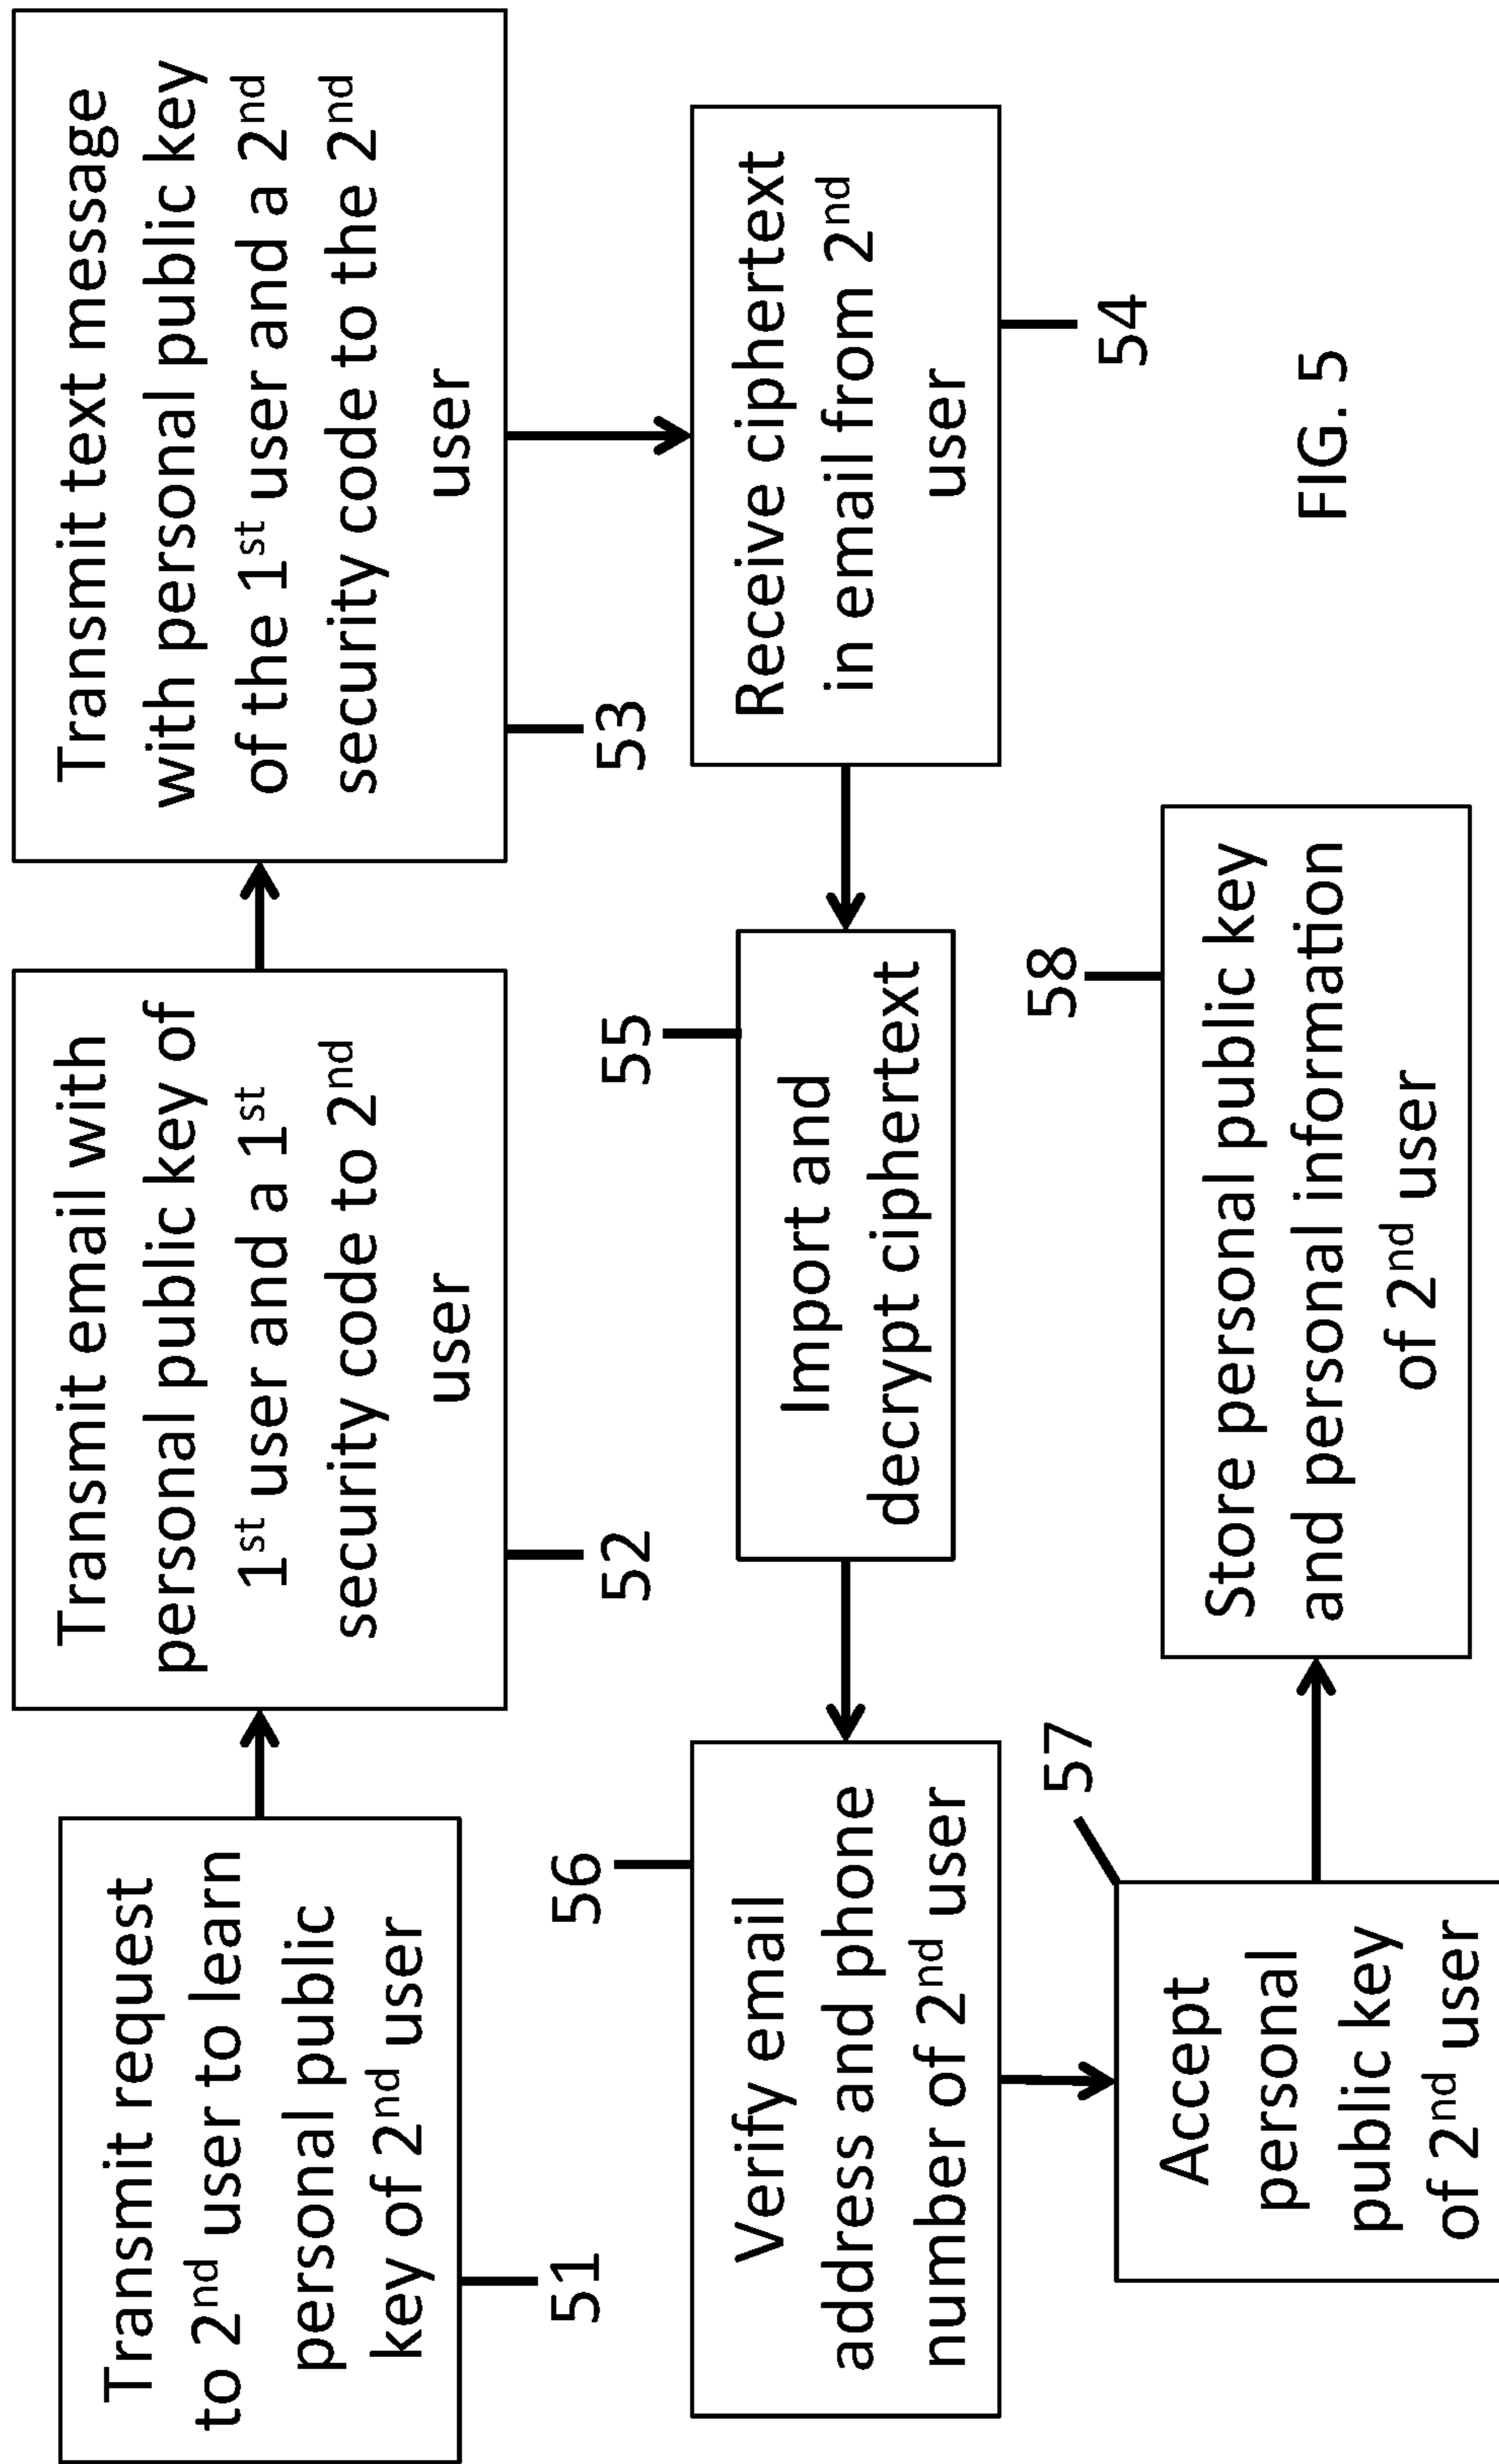 Transmit request
to 2nd user to learn
personal public
key of 2nd user
51
Transmit email with
personal public key of
1st user and a 1st
security code to 2nd
user
52
Transmit text message
with personal public key
of the 1st user and a 2nd
security code to the 2nd
user
53
Receive ciphertext
in email from 2nd
user
54
Import and
decrypt ciphertext
55
Verify email
address and phone
number of 2nd user
56
Accept
personal
public key
of 2nd user
57
Store personal public key
and personal information
of 2nd user
58
FIG. 5